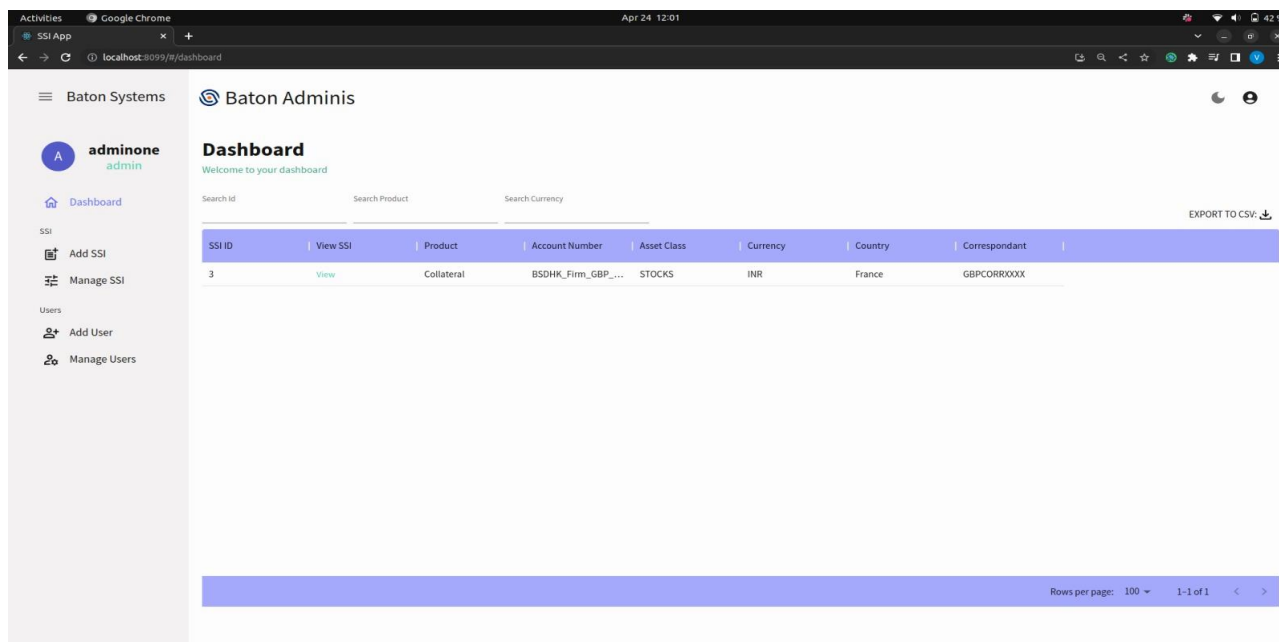 Activities Google Chrome Apr 24 12:01 42%
SSI App
localhost:8099/#/dashboard
Baton Systems Baton Adminis
A adminone
admin
Dashboard
Welcome to your dashboard
Dashboard Search Id Search Product Search Currency
EXPORT TO CSV:
SSI
Add SSI
Manage SSI
Users
Add User
Manage Users
SSI ID View SSI Product Account Number Asset Class Currency Country Correspondant
3 View Collateral BSDHK_Firm_GBP_... STOCKS INR France GBPCORRXXXX
Rows per page: 100 1-1 of 1